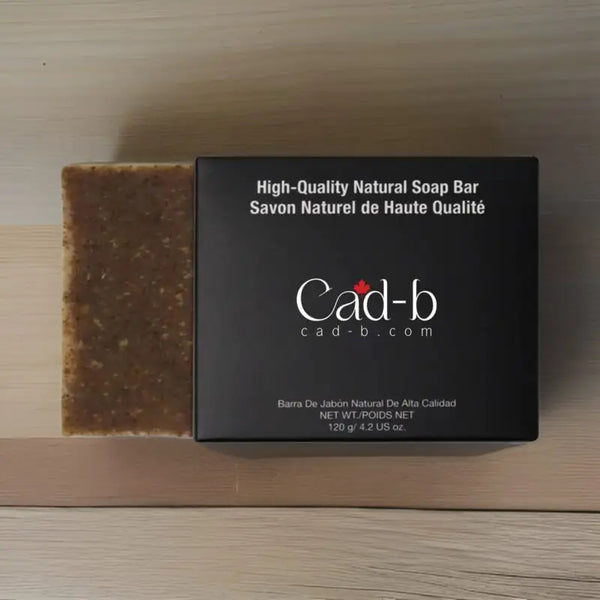 High-Quality Natural Soap Bar
Savon Naturel de Haute Qualité
Cad-b
cad-b.com
Barra De Jabón Natural De Alta Calidad
NET WT./POIDS NET
120 g/ 4.2 US oz.